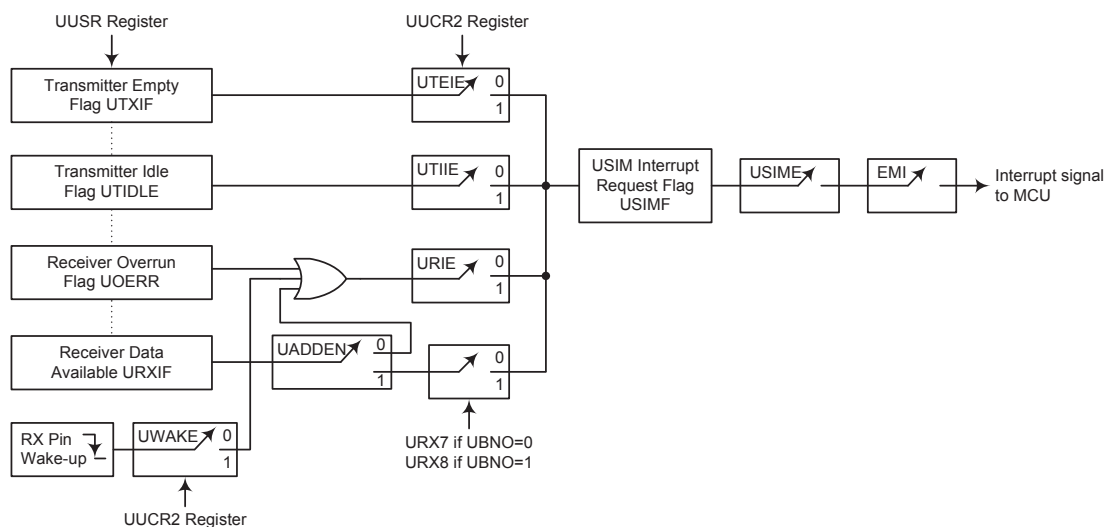 UUSR Register
UUCR2 Register
Transmitter Empty
Flag UTXIF
UTEIE
0
1
Transmitter Idle
Flag UTIDLE
UTIIE
0
1
USIM Interrupt
Request Flag
USIMF
USIME
EMI
Interrupt signal
to MCU
Receiver Overrun
Flag UOERR
URIE
0
1
Receiver Data
Available URXIF
UADDEN
0
1
0
1
RX Pin
Wake-up
UWAKE
0
1
URX7 if UBNO=0
URX8 if UBNO=1
UUCR2 Register